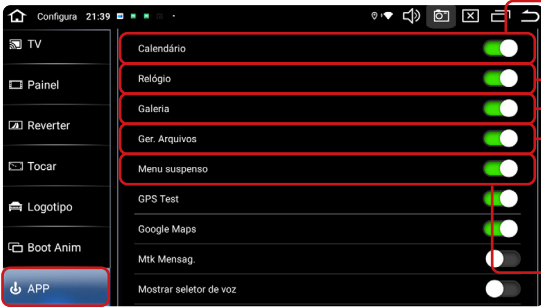 Configura 21:39
TV
Painel
Reverter
Tocar
Logotipo
Boot Anim
APP
Calendário
Relógio
Galeria
Ger. Arquivos
Menu suspenso
GPS Test
Google Maps
Mtk Mensag.
Mostrar seletor de voz